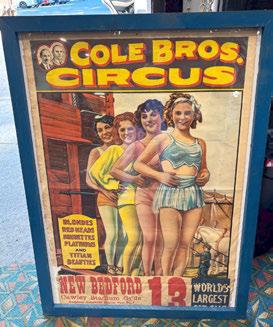 COLE BROS.
CIRCUS
BLONDES
RED HEADS
BRUNETTES
PLATINUMS
AND
TITIAN
BEAUTIES
NEW BEDFORD
13
WORLD'S
LARGEST